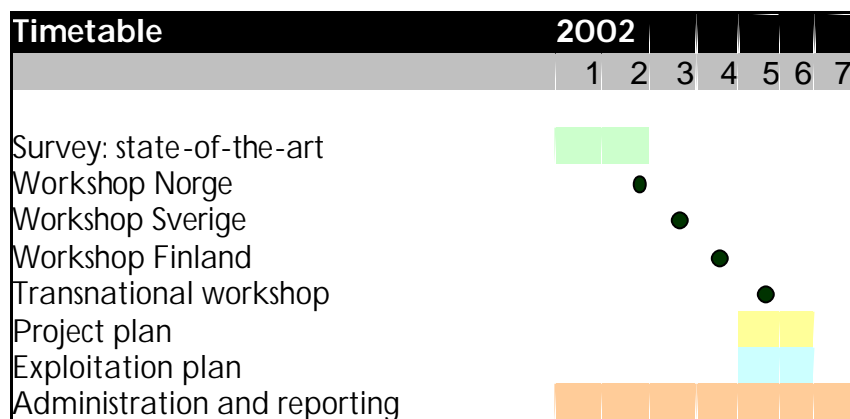 Timetable 2002
1 2 3 4 5 6 7
Survey: state-of-the-art
Workshop Norge
Workshop Sverige
Workshop Finland
Transnational workshop
Project plan
Exploitation plan
Administration and reporting